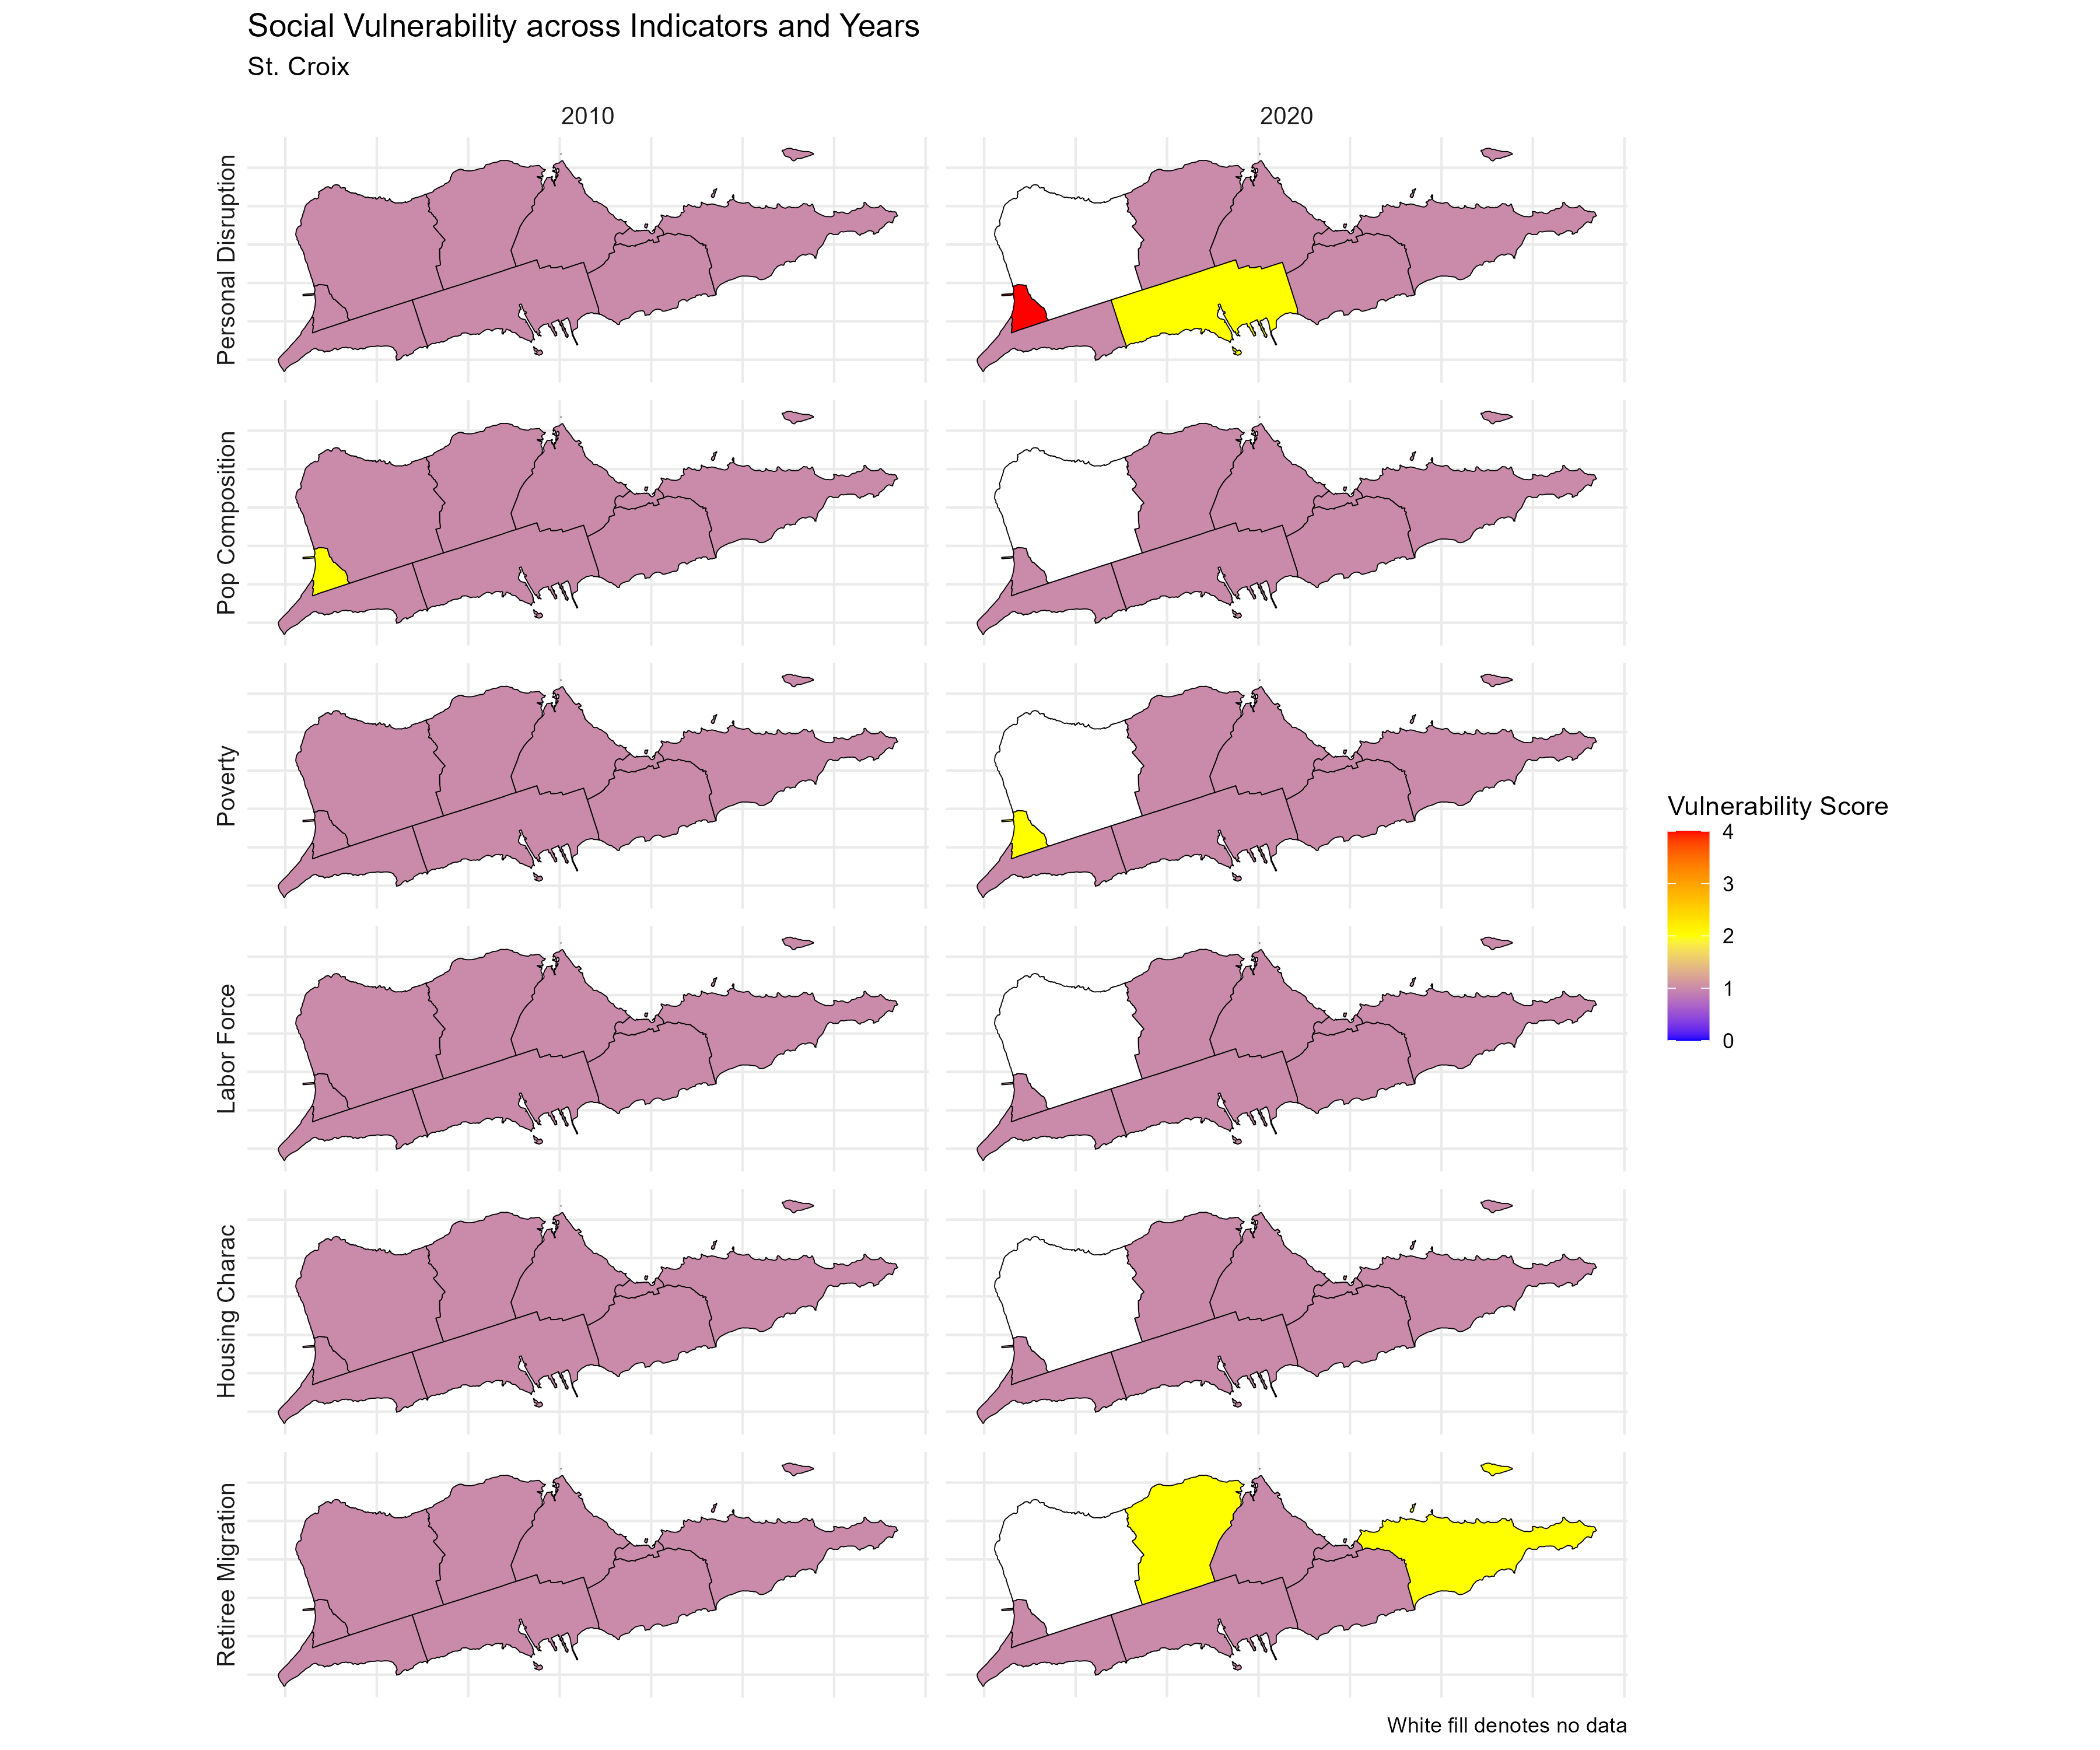 Social Vulnerability across Indicators and Years
St. Croix
2010
2020
Personal Disruption
Pop Composition
Poverty
Labor Force
Housing Charac
Retiree Migration
Vulnerability Score
4
3
2
1
0
White fill denotes no data